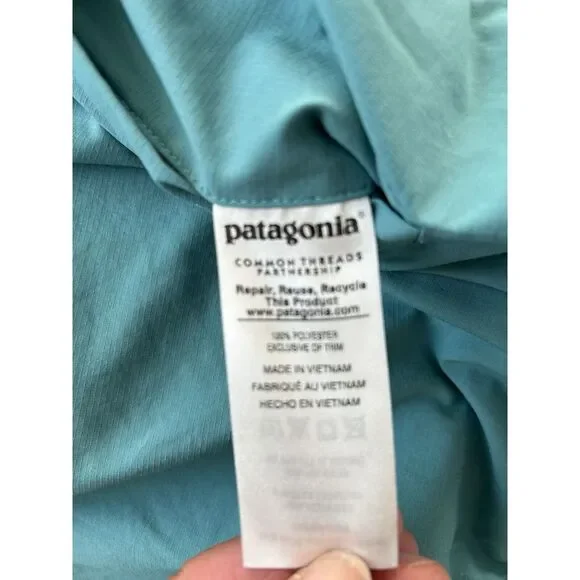 patagonia®
COMMON THREADS
PARTNERSHIP
Repair, Reuse, Recycle
This Product
www.patagonia.com
100% POLYESTER
EXCLUSIVE OF TRIM
MADE IN VIETNAM
FABRIQUÉ AU VIETNAM
HECHO EN VIETNAM